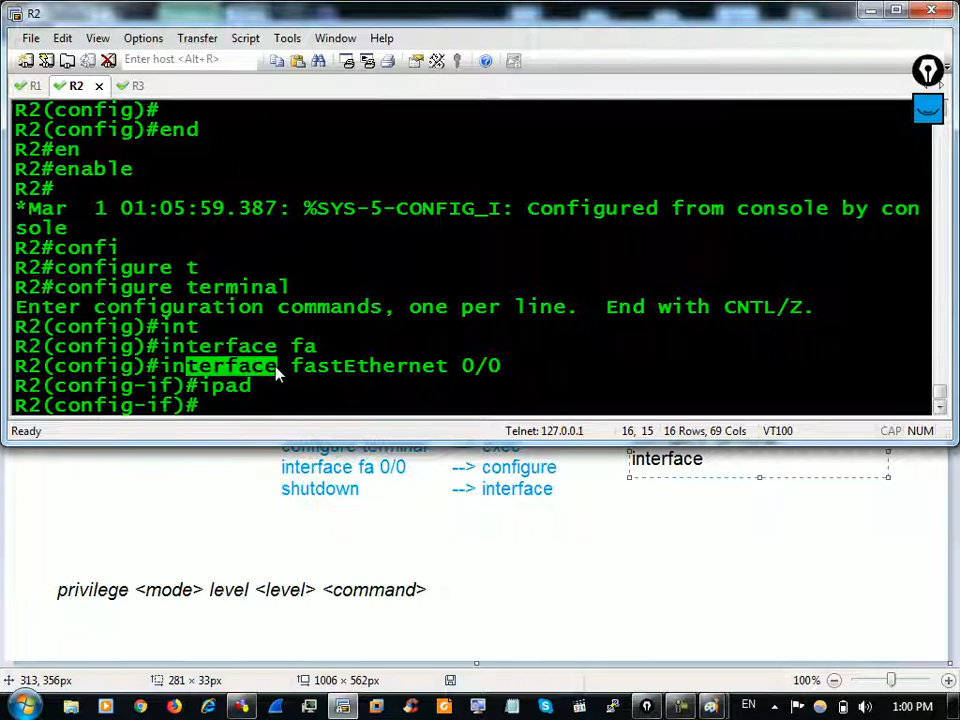 R2
File Edit View Options Transfer Script Tools Window Help
Enter host <Alt+R>
R1 R2 × R3
R2(config)#
R2(config)#end
R2#en
R2#enable
R2#
*Mar  1 01:05:59.387: %SYS-5-CONFIG_I: Configured from console by con
sole
R2#confi
R2#configure t
R2#configure terminal
Enter configuration commands, one per line.  End with CNTL/Z.
R2(config)#int
R2(config)#interface fa
R2(config)#interface fastEthernet 0/0
R2(config-if)#ipad
R2(config-if)#
Ready Telnet: 127.0.0.1 16, 15 16 Rows, 69 Cols VT100 CAP NUM
configure terminal --> exec
interface
interface fa 0/0 --> configure
shutdown --> interface
privilege <mode> level <level> <command>
313, 356px 281 × 33px 1006 × 562px 100%
EN 1:00 PM